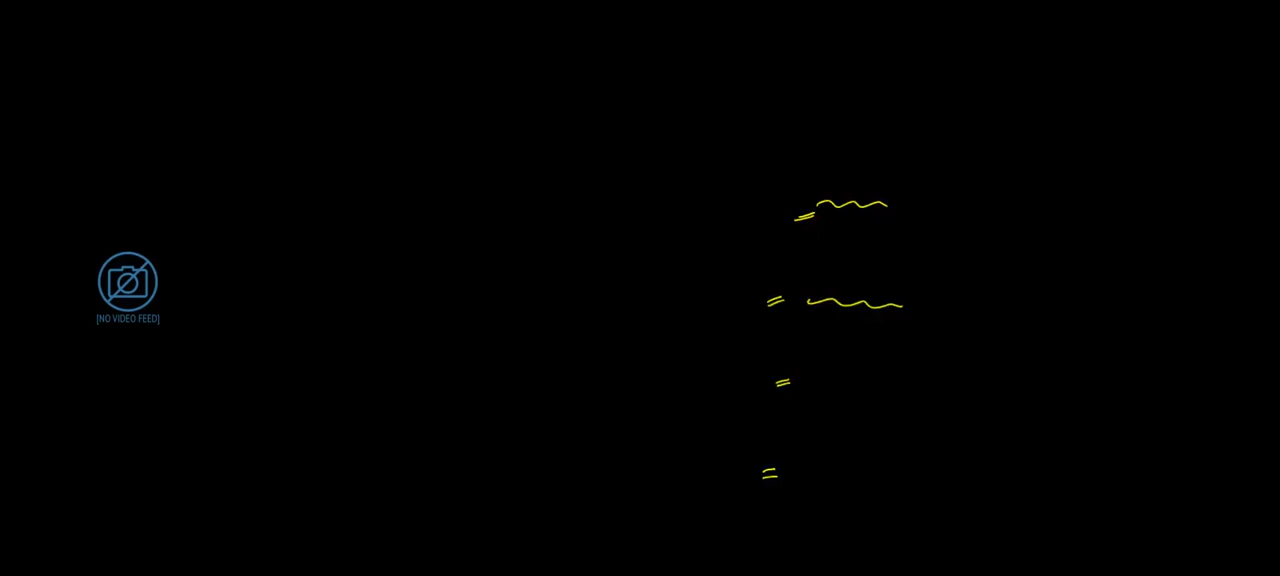 [NO VIDEO FEED]
=
=
=
=